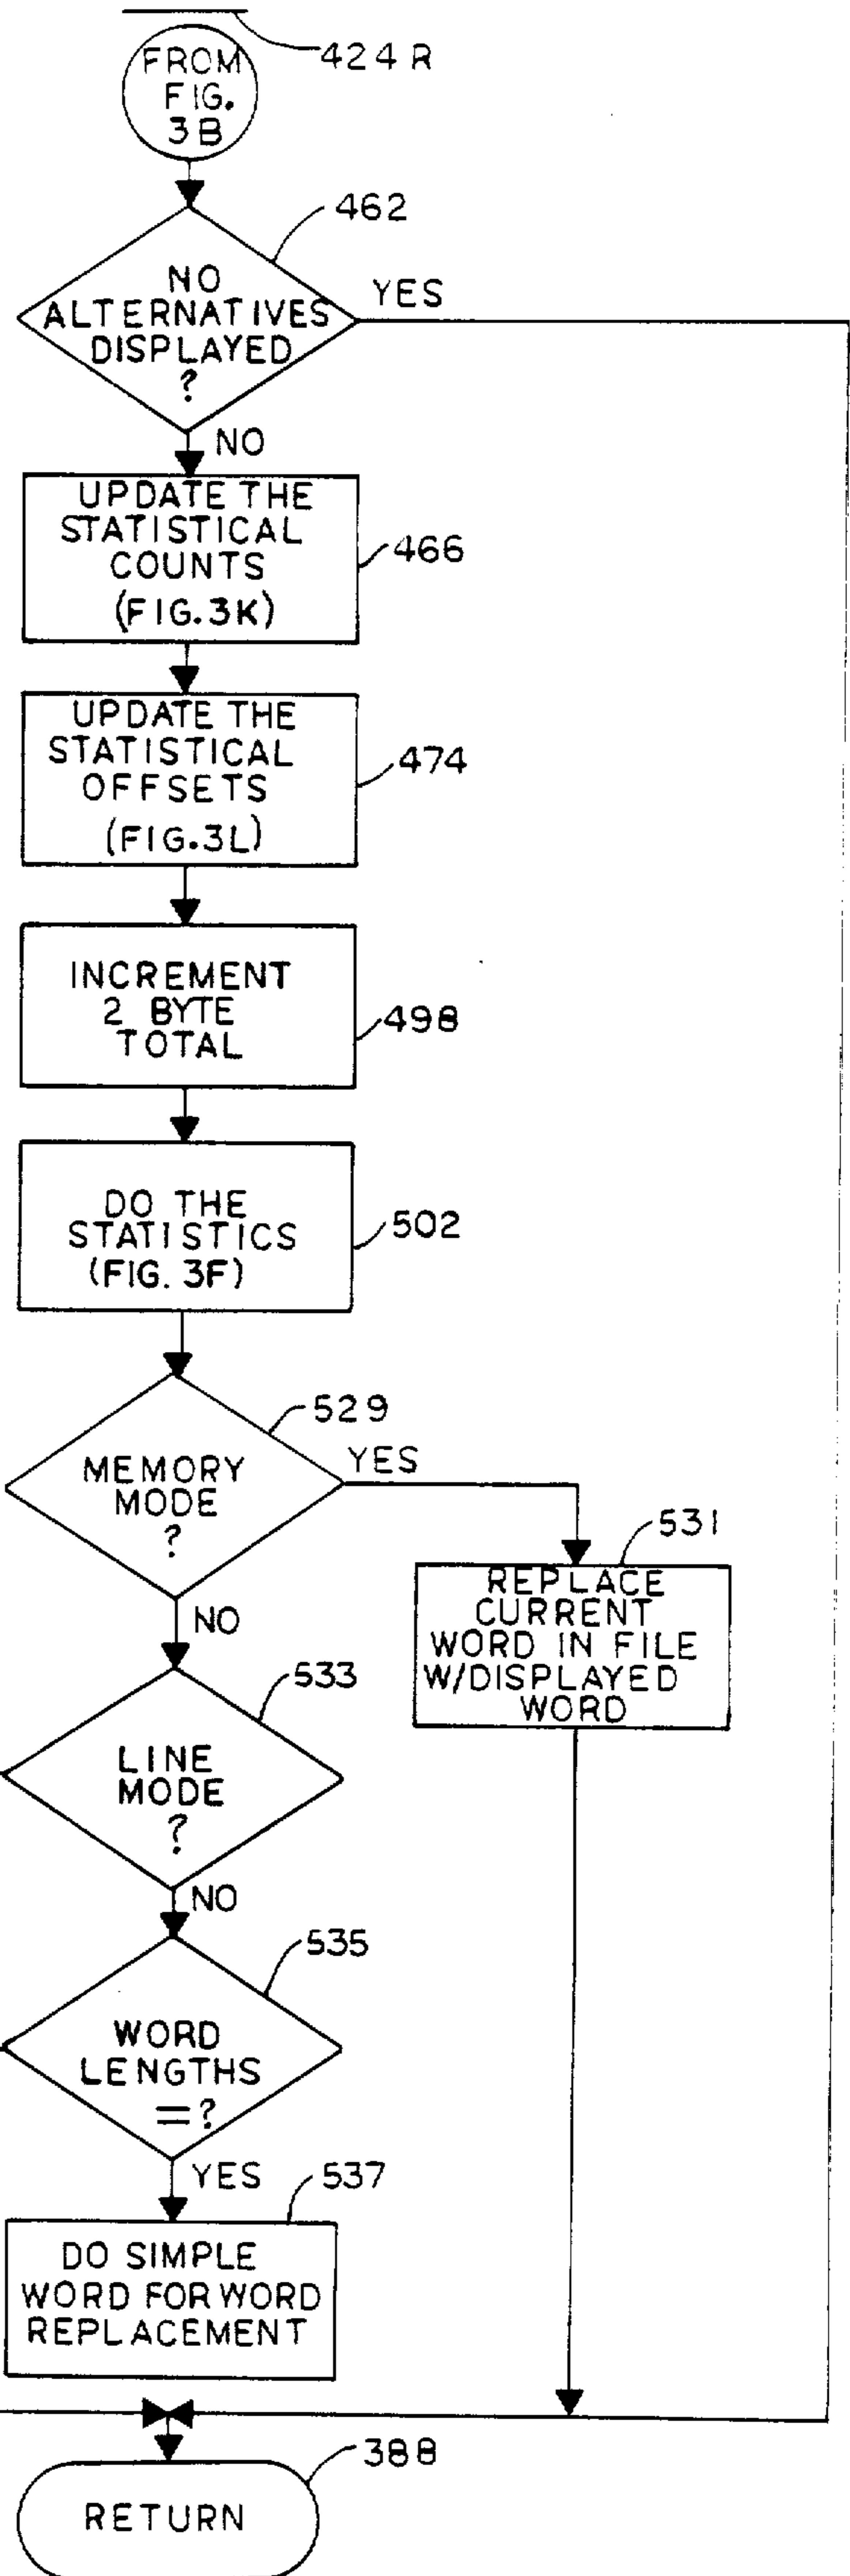 424 R
FROM
FIG.
3B
462
NO
ALTERNATIVES
DISPLAYED
?
YES
NO
UPDATE THE
STATISTICAL
COUNTS
(FIG.3K)
466
UPDATE THE
STATISTICAL
OFFSETS
(FIG.3L)
474
INCREMENT
2 BYTE
TOTAL
498
DO THE
STATISTICS
(FIG. 3F)
502
529
MEMORY
MODE
?
YES
531
REPLACE
CURRENT
WORD IN FILE
W/DISPLAYED
WORD
NO
533
LINE
MODE
?
NO
535
WORD
LENGTHS
=?
YES
537
DO SIMPLE
WORD FOR WORD
REPLACEMENT
388
RETURN